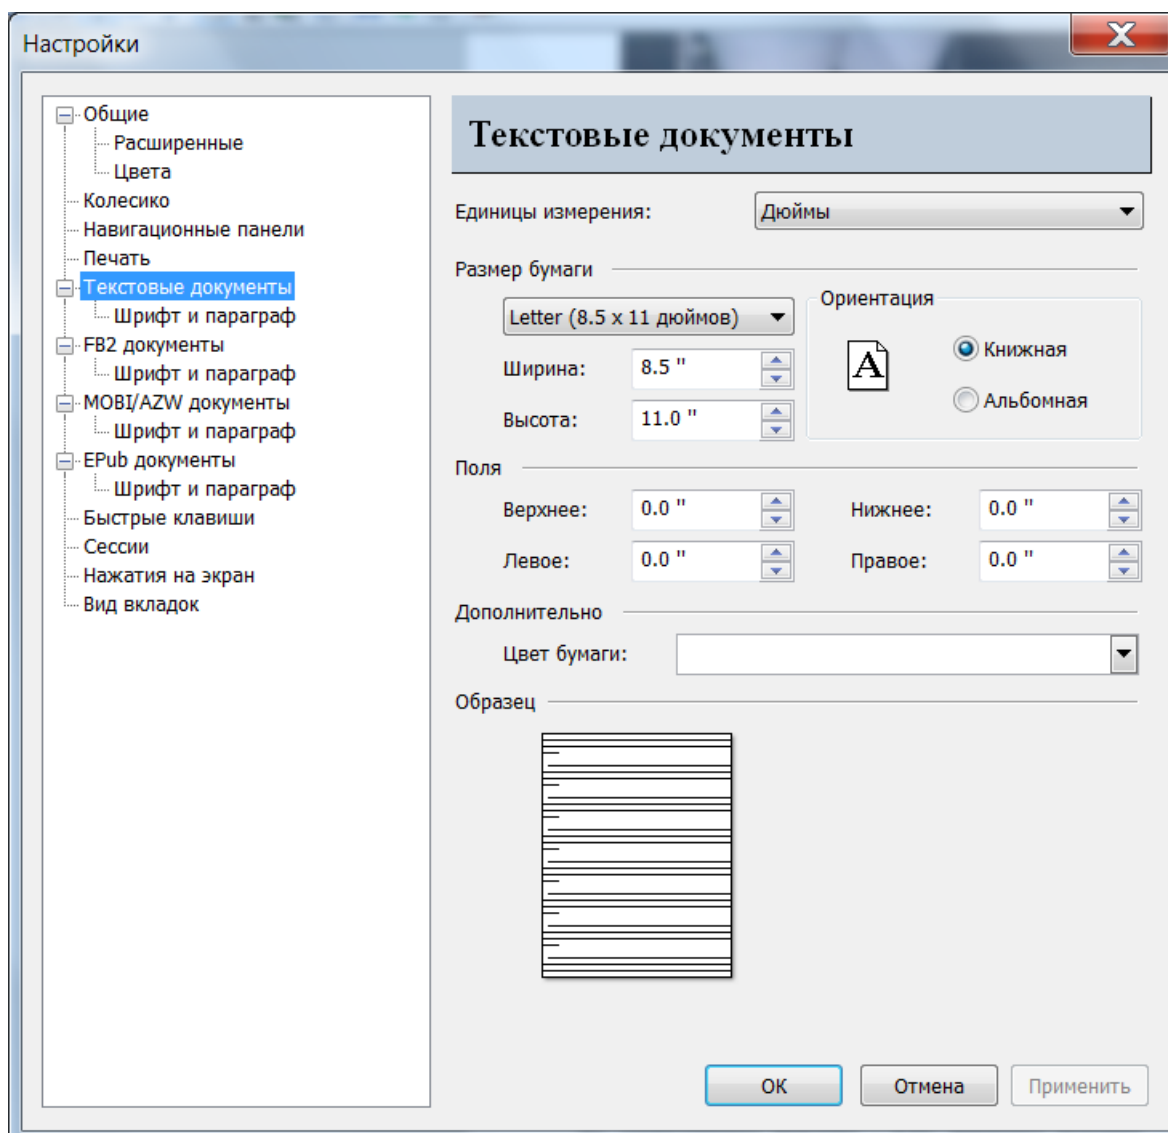 Настройки
Общие
Расширенные
Цвета
Колесико
Навигационные панели
Печать
Текстовые документы
Шрифт и параграф
FB2 документы
Шрифт и параграф
MOBI/AZW документы
Шрифт и параграф
EPub документы
Шрифт и параграф
Быстрые клавиши
Сессии
Нажатия на экран
Вид вкладок
Текстовые документы
Единицы измерения: Дюймы
Размер бумаги
Letter (8.5 x 11 дюймов)
Ширина: 8.5 "
Высота: 11.0 "
Ориентация
A
Книжная
Альбомная
Поля
Верхнее: 0.0 " Нижнее: 0.0 "
Левое: 0.0 " Правое: 0.0 "
Дополнительно
Цвет бумаги:
Образец
ОК Отмена Применить